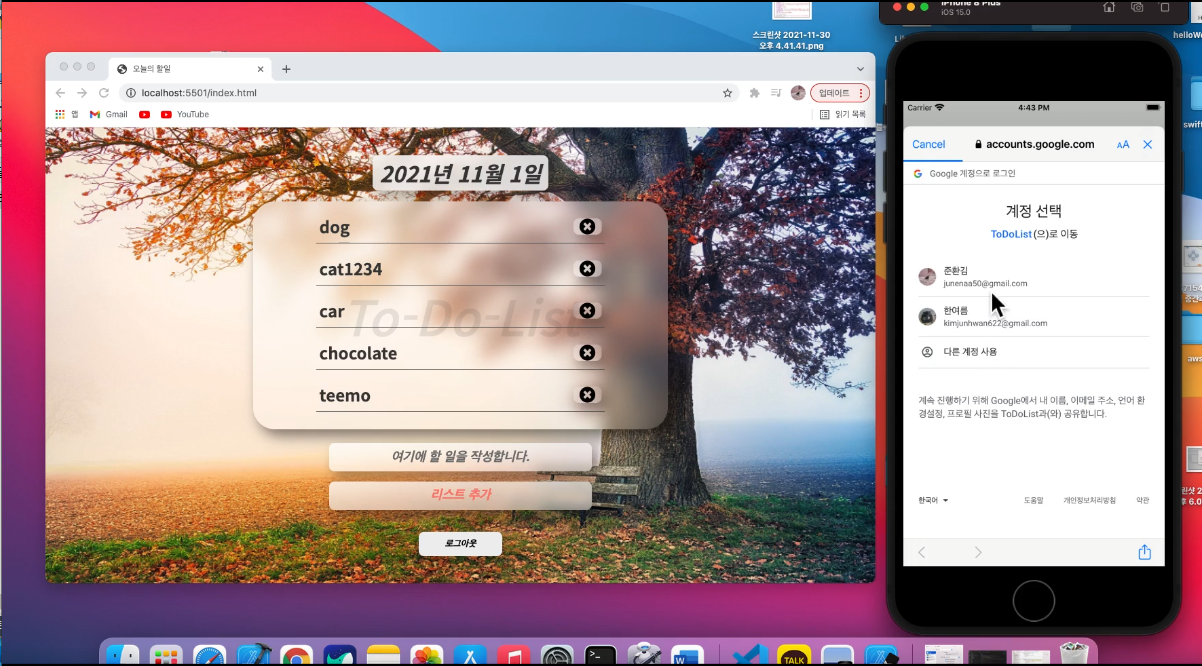 스크린샷 2021-11-30
오후 4.41.41.png
iPhone 8 Plus
iOS 15.0
오늘의 할일
localhost:5501/index.html
업데이트
앱
Gmail
YouTube
읽기 목록
2021년 11월 1일
To-Do-List
dog
cat1234
car
chocolate
teemo
여기에 할 일을 작성합니다.
리스트 추가
로그아웃
Carrier
4:43 PM
Cancel
accounts.google.com
AA
Google 계정으로 로그인
계정 선택
ToDoList (으)로 이동
준환김
junenaa50@gmail.com
한여름
kimjunhwan622@gmail.com
다른 계정 사용
계속 진행하기 위해 Google에서 내 이름, 이메일 주소, 언어 환
경설정, 프로필 사진을 ToDoList과(와) 공유합니다.
한국어
도움말
개인정보처리방침
약관
TALK